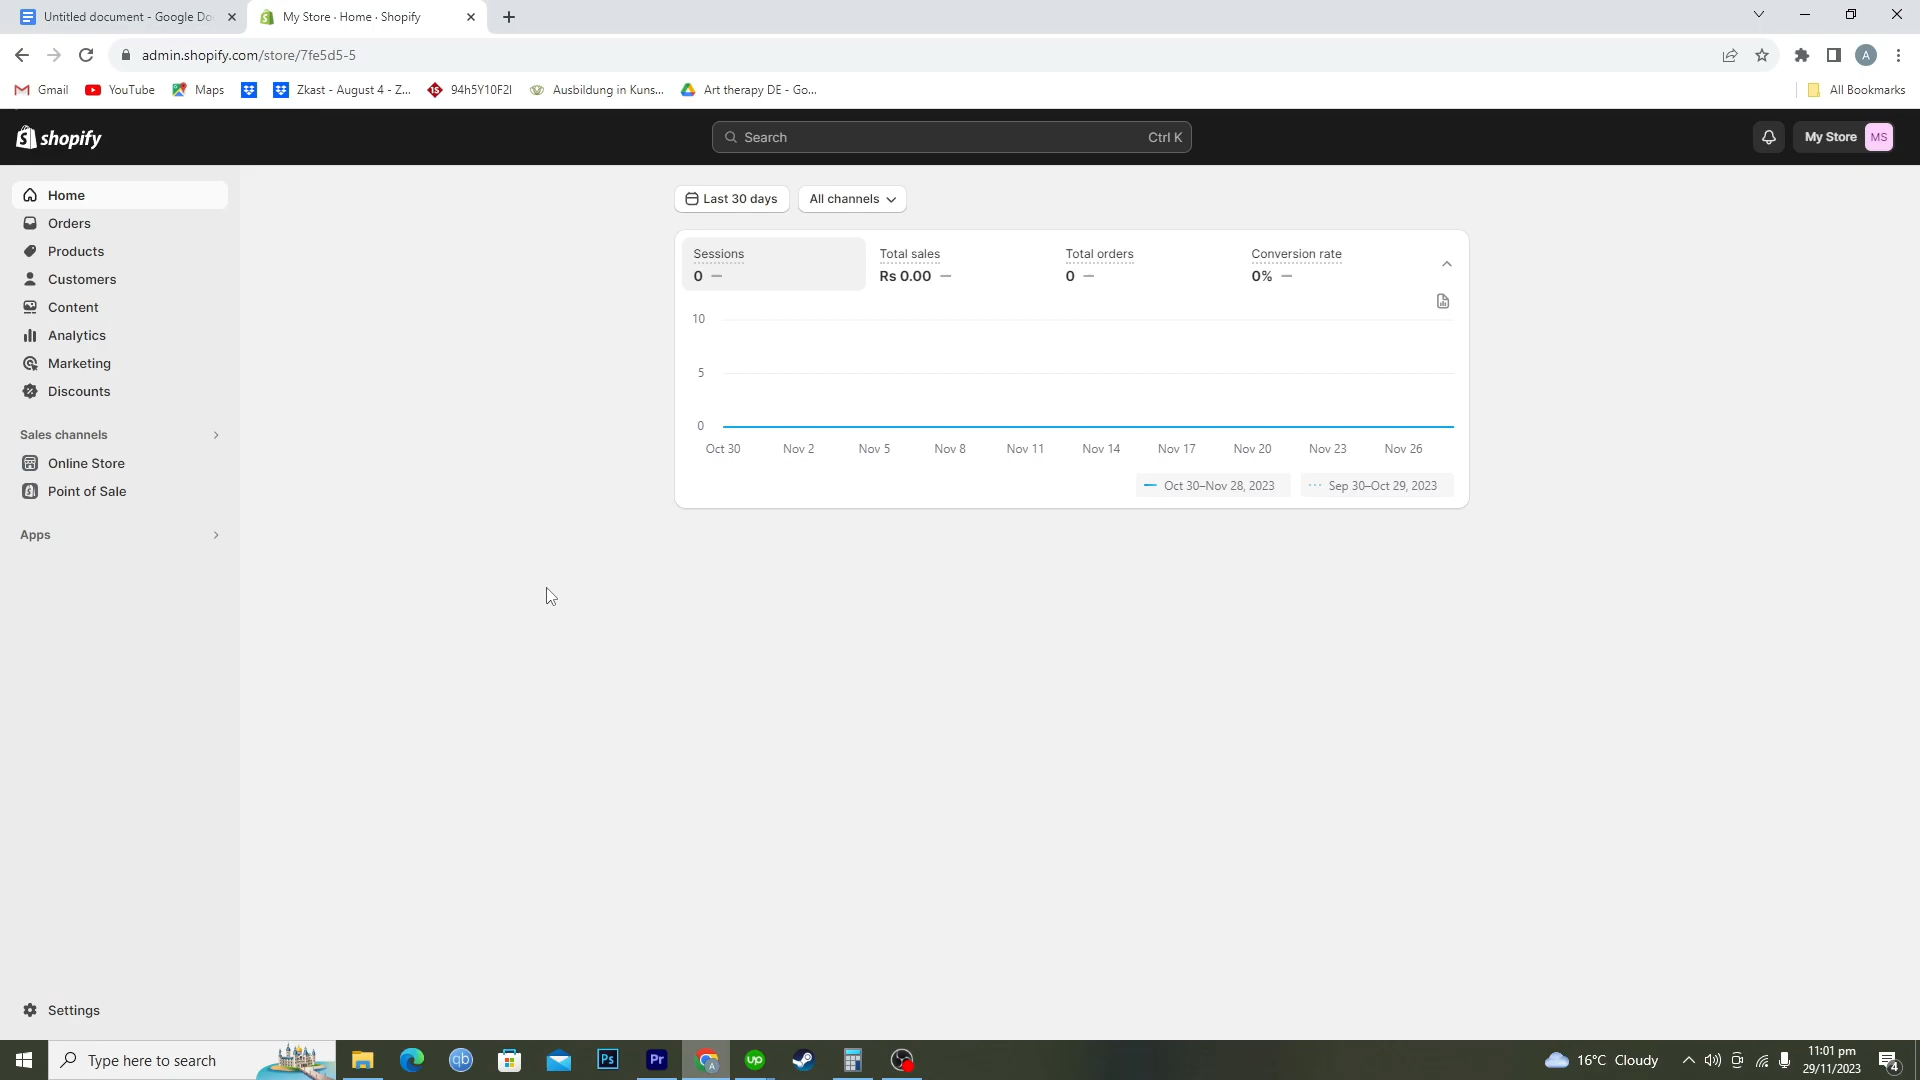 Untitled document - Google Do
My Store · Home · Shopify
admin.shopify.com/store/7fe5d5-5
A
Gmail
YouTube
Maps
Zkast - August 4 - Z...
94h5Y10F2I
Ausbildung in Kuns...
Art therapy DE - Go...
All Bookmarks
shopify
Search
Ctrl K
My Store
MS
Home
Orders
Products
Customers
Content
Analytics
Marketing
Discounts
Sales channels
Online Store
Point of Sale
Apps
Settings
Last 30 days
All channels
Sessions
0 —
Total sales
Rs 0.00 —
Total orders
0 —
Conversion rate
0% —
10
5
0
Oct 30
Nov 2
Nov 5
Nov 8
Nov 11
Nov 14
Nov 17
Nov 20
Nov 23
Nov 26
Oct 30–Nov 28, 2023
Sep 30–Oct 29, 2023
Type here to search
qb
Ps
Pr
A
up
16°C Cloudy
11:01 pm
29/11/2023
4